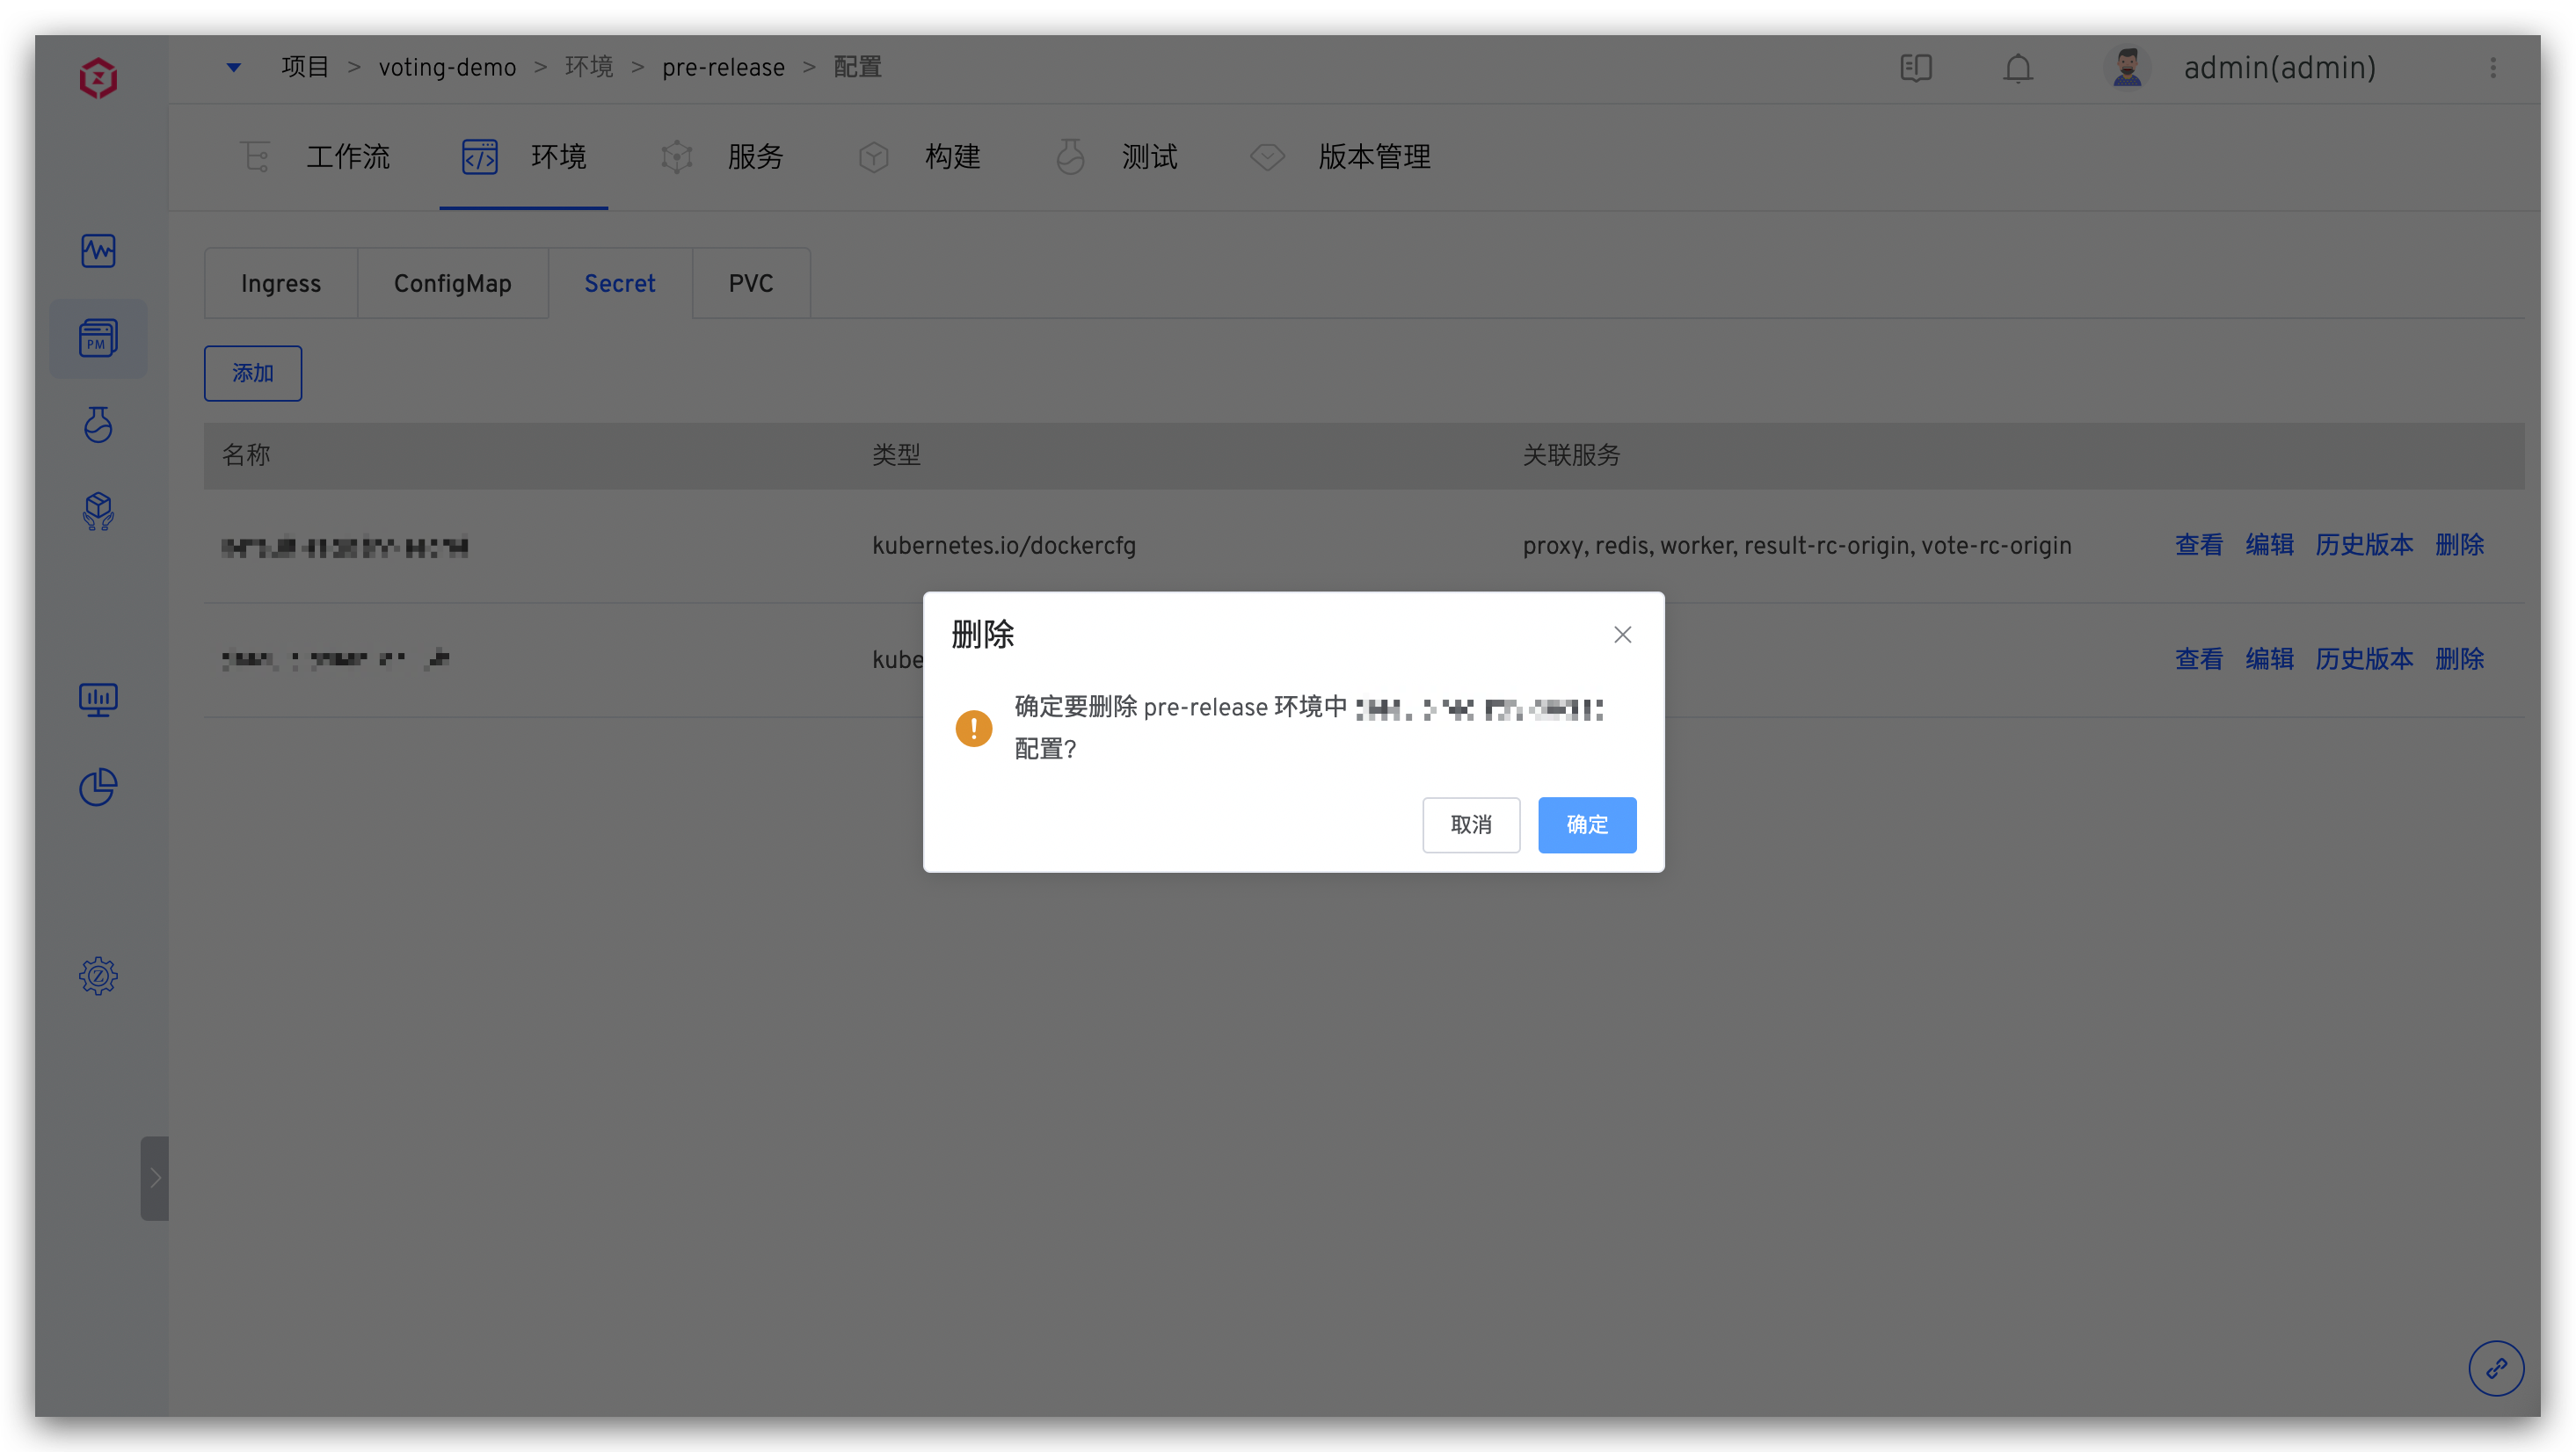 项目 > voting-demo > 环境 > pre-release > 配置
admin(admin)
工作流 环境 服务 构建 测试 版本管理
PM
Ingress ConfigMap Secret PVC
添加
名称 类型 关联服务
kubernetes.io/dockercfg proxy, redis, worker, result-rc-origin, vote-rc-origin 查看 编辑 历史版本 删除
kube 查看 编辑 历史版本 删除
删除
确定要删除 pre-release 环境中
配置?
取消 确定